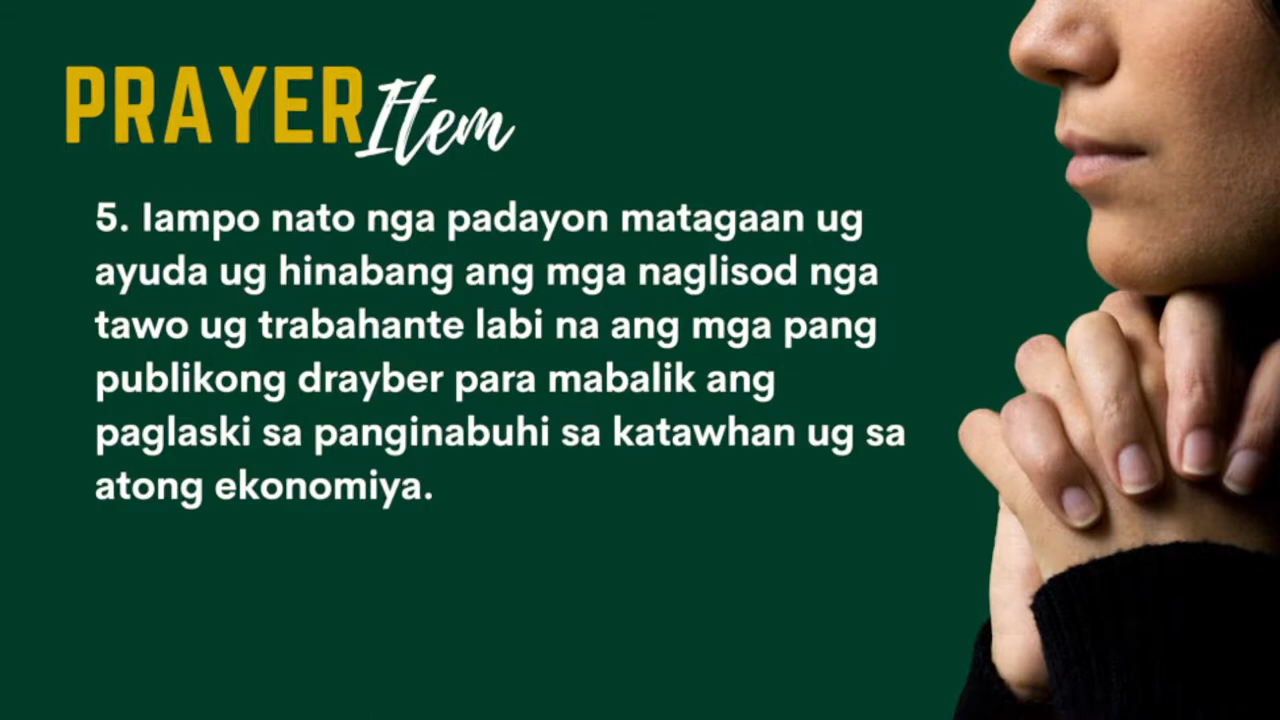 PRAYER Item
5. Iampo nato nga padayon matagaan ug
ayuda ug hinabang ang mga naglisod nga
tawo ug trabahante labi na ang mga pang
publikong drayber para mabalik ang
paglaski sa panginabuhi sa katawhan ug sa
atong ekonomiya.